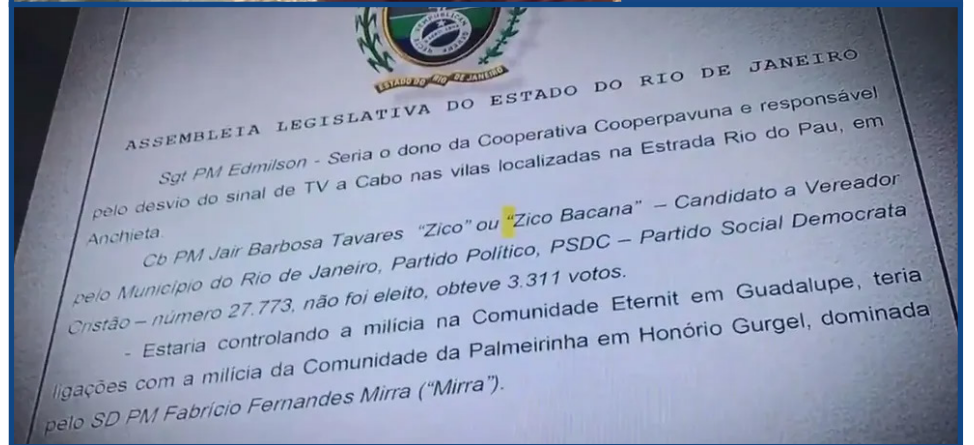 ESTADO DO RIO DE JANEIRO
ASSEMBLEIA LEGISLATIVA DO ESTADO DO RIO DE JANEIRO
Sgt PM Edmilson - Seria o dono da Cooperativa Cooperpavuna e responsável
pelo desvio do sinal de TV a Cabo nas vilas localizadas na Estrada Rio do Pau, em
Anchieta.
Cb PM Jair Barbosa Tavares "Zico" ou "Zico Bacana" – Candidato a Vereador
pelo Município do Rio de Janeiro, Partido Político, PSDC – Partido Social Democrata
Cristão – número 27.773, não foi eleito, obteve 3.311 votos.
- Estaria controlando a milícia na Comunidade Eternit em Guadalupe, teria
ligações com a milícia da Comunidade da Palmeirinha em Honório Gurgel, dominada
pelo SD PM Fabrício Fernandes Mirra ("Mirra").